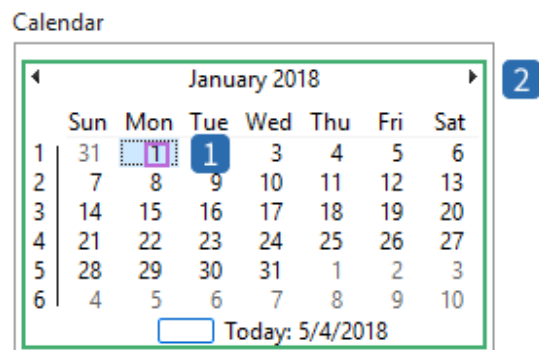 Calendar
January 2018 2
Sun Mon Tue Wed Thu Fri Sat
1 31 1 1 3 4 5 6
2 7 8 9 10 11 12 13
3 14 15 16 17 18 19 20
4 21 22 23 24 25 26 27
5 28 29 30 31 1 2 3
6 4 5 6 7 8 9 10
Today: 5/4/2018